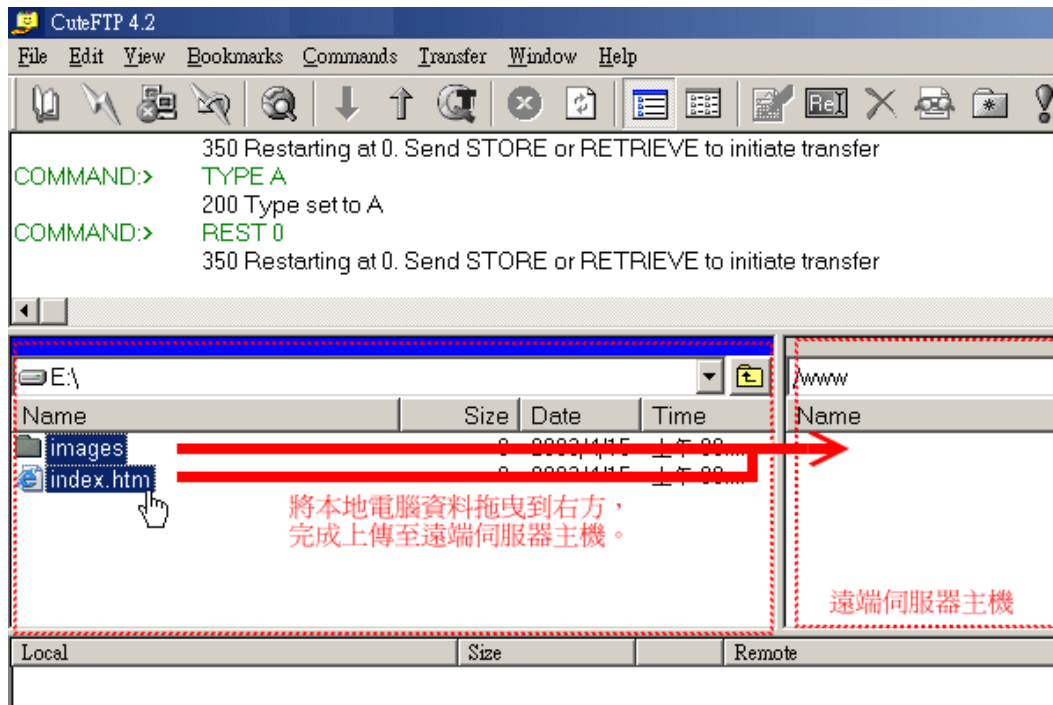 CuteFTP 4.2
File Edit View Bookmarks Commands Transfer Window Help
350 Restarting at 0. Send STORE or RETRIEVE to initiate transfer
COMMAND:> TYPE A
200 Type set to A
COMMAND:> REST 0
350 Restarting at 0. Send STORE or RETRIEVE to initiate transfer
E:\ /www
Name Size Date Time Name
images
index.htm
將本地電腦資料拖曳到右方，
完成上傳至遠端伺服器主機。
遠端伺服器主機
Local Size Remote